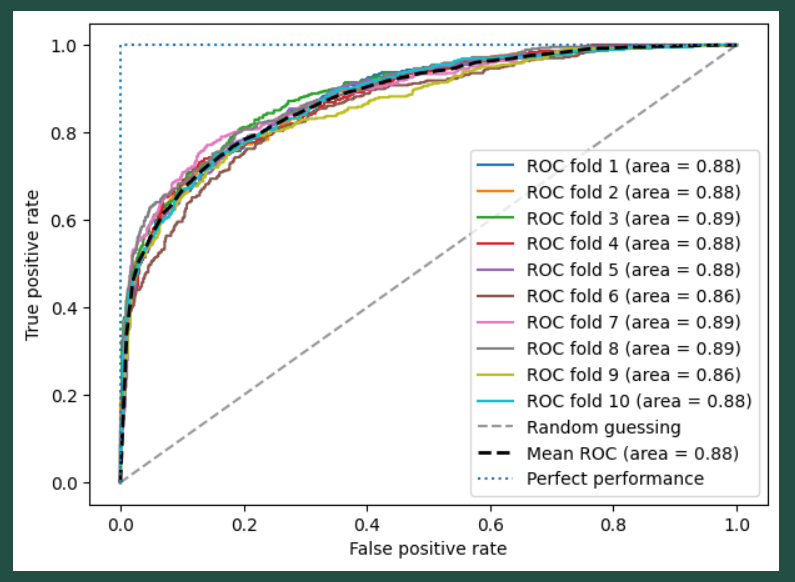 1.0
0.8
0.6
0.4
0.2
0.0
True positive rate
ROC fold 1 (area = 0.88)
ROC fold 2 (area = 0.88)
ROC fold 3 (area = 0.89)
ROC fold 4 (area = 0.88)
ROC fold 5 (area = 0.88)
ROC fold 6 (area = 0.86)
ROC fold 7 (area = 0.89)
ROC fold 8 (area = 0.89)
ROC fold 9 (area = 0.86)
ROC fold 10 (area = 0.88)
Random guessing
Mean ROC (area = 0.88)
Perfect performance
0.0 0.2 0.4 0.6 0.8 1.0
False positive rate